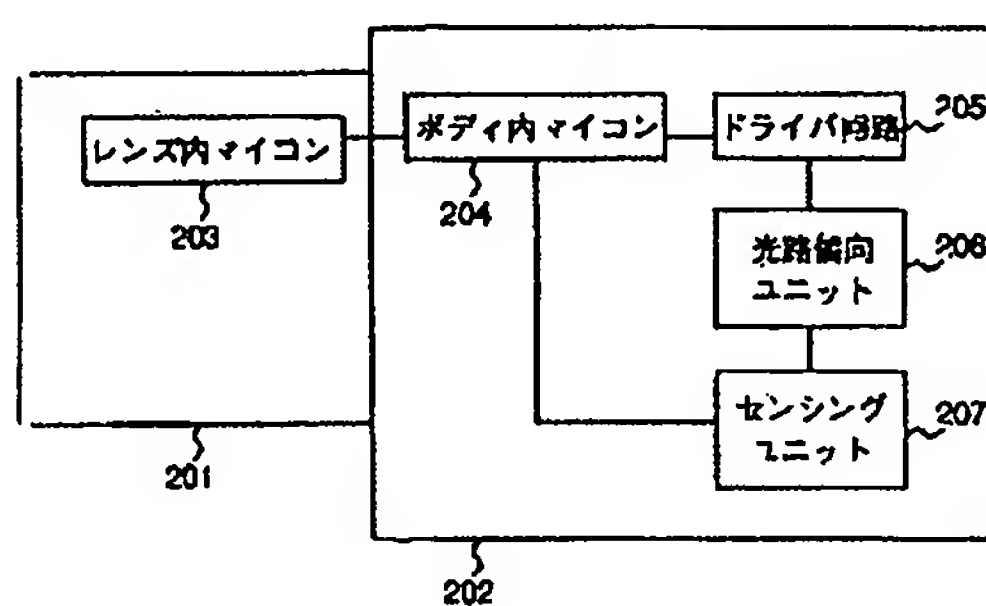 レンズ内マイコン
203
201
ボディ内マイコン
204
ドライバ回路
205
光路偏向
ユニット
206
センシング
ユニット
207
202